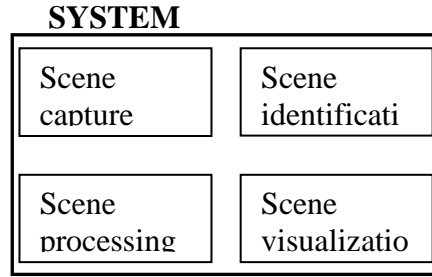 SYSTEM
Scene
capture
Scene
identificati
Scene
processing
Scene
visualizatio